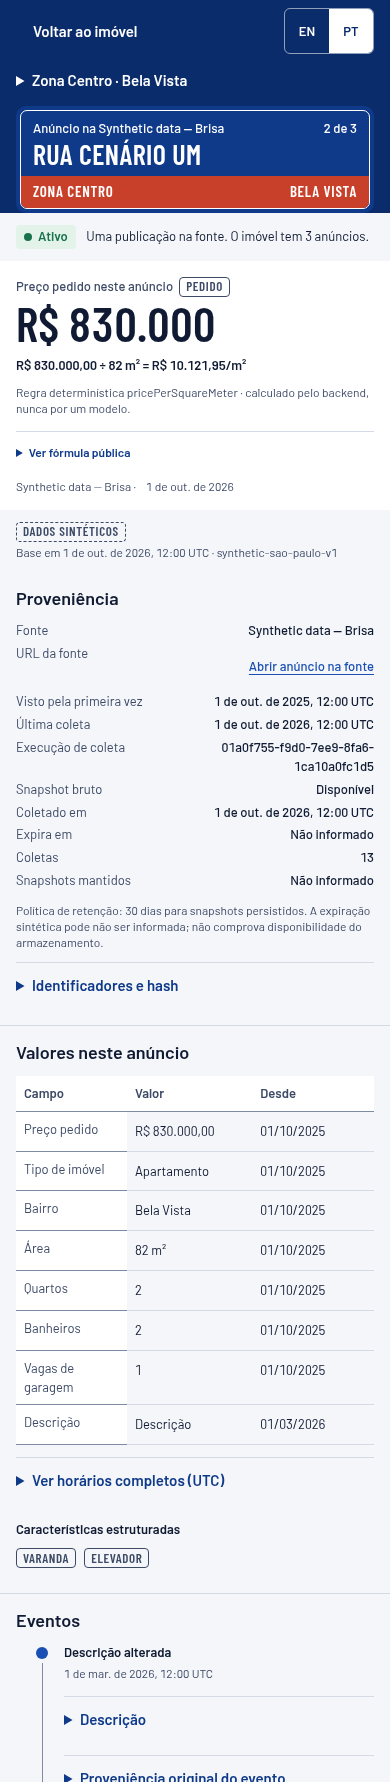 Voltar ao imóvel
EN PT
Zona Centro · Bela Vista
Anúncio na Synthetic data — Brisa 2 de 3
RUA CENÁRIO UM
ZONA CENTRO BELA VISTA
Ativo Uma publicação na fonte. O imóvel tem 3 anúncios.
Preço pedido neste anúncio PEDIDO
R$ 830.000
R$ 830.000,00 ÷ 82 m² = R$ 10.121,95/m²
Regra determinística pricePerSquareMeter · calculado pelo backend,
nunca por um modelo.
Ver fórmula pública
Synthetic data — Brisa · 1 de out. de 2026
DADOS SINTÉTICOS
Base em 1 de out. de 2026, 12:00 UTC · synthetic-sao-paulo-v1
Proveniência
Fonte Synthetic data — Brisa
URL da fonte
Abrir anúncio na fonte
Visto pela primeira vez 1 de out. de 2025, 12:00 UTC
Última coleta 1 de out. de 2026, 12:00 UTC
Execução de coleta 01a0f755-f9d0-7ee9-8fa6-
1ca10a0fc1d5
Snapshot bruto Disponível
Coletado em 1 de out. de 2026, 12:00 UTC
Expira em Não informado
Coletas 13
Snapshots mantidos Não informado
Política de retenção: 30 dias para snapshots persistidos. A expiração
sintética pode não ser informada; não comprova disponibilidade do
armazenamento.
Identificadores e hash
Valores neste anúncio
Campo Valor Desde
Preço pedido R$ 830.000,00 01/10/2025
Tipo de imóvel Apartamento 01/10/2025
Bairro Bela Vista 01/10/2025
Área 82 m² 01/10/2025
Quartos 2 01/10/2025
Banheiros 2 01/10/2025
Vagas de
garagem 1 01/10/2025
Descrição Descrição 01/03/2026
Ver horários completos (UTC)
Características estruturadas
VARANDA ELEVADOR
Eventos
Descrição alterada
1 de mar. de 2026, 12:00 UTC
Descrição
Proveniência original do evento